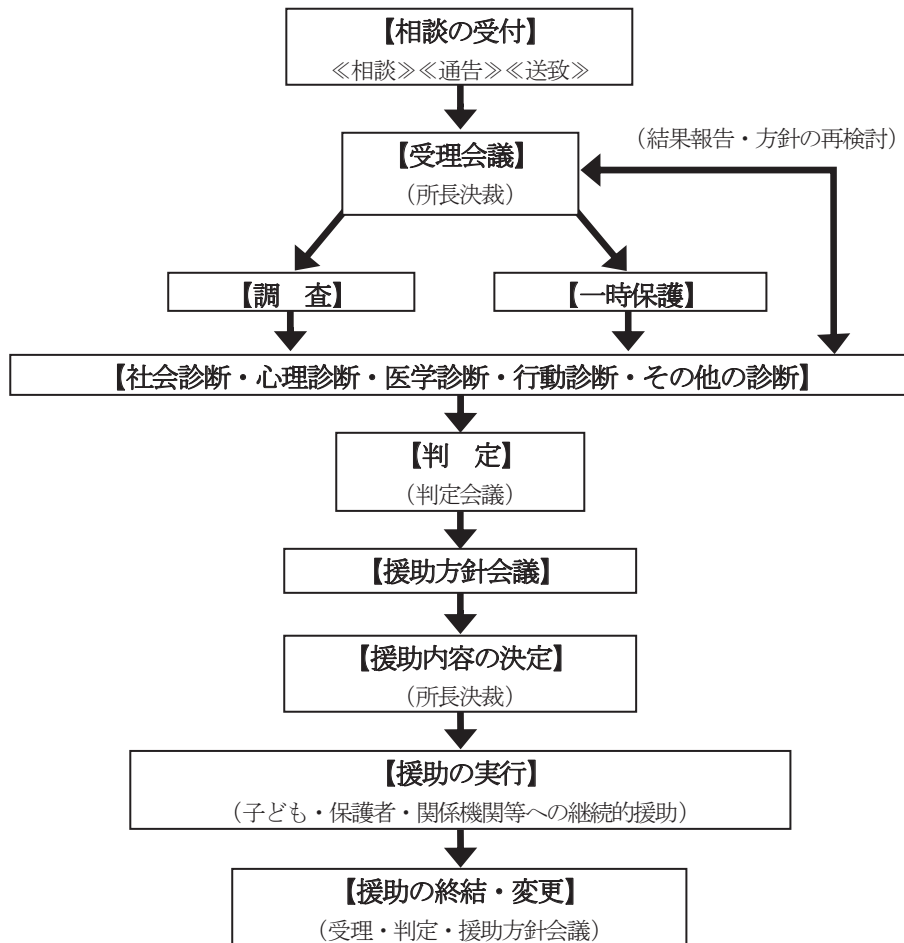 【相談の受付】
≪相談≫≪通告≫≪送致≫
(結果報告・方針の再検討)
【受理会議】
(所長決裁)
【調　査】
【一時保護】
【社会診断・心理診断・医学診断・行動診断・その他の診断】
【判　定】
(判定会議)
【援助方針会議】
【援助内容の決定】
(所長決裁)
【援助の実行】
(子ども・保護者・関係機関等への継続的援助)
【援助の終結・変更】
(受理・判定・援助方針会議)